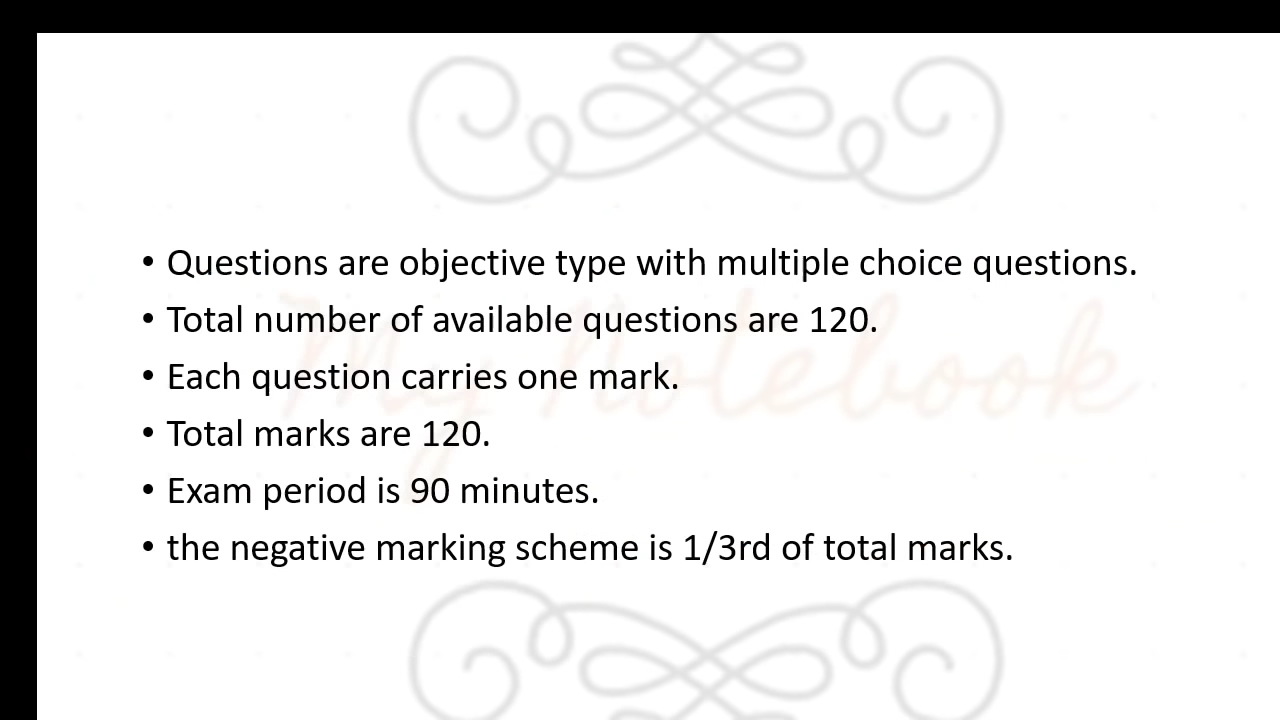 • Questions are objective type with multiple choice questions.
• Total number of available questions are 120.
• Each question carries one mark.
• Total marks are 120.
• Exam period is 90 minutes.
• the negative marking scheme is 1/3rd of total marks.
My Notebook